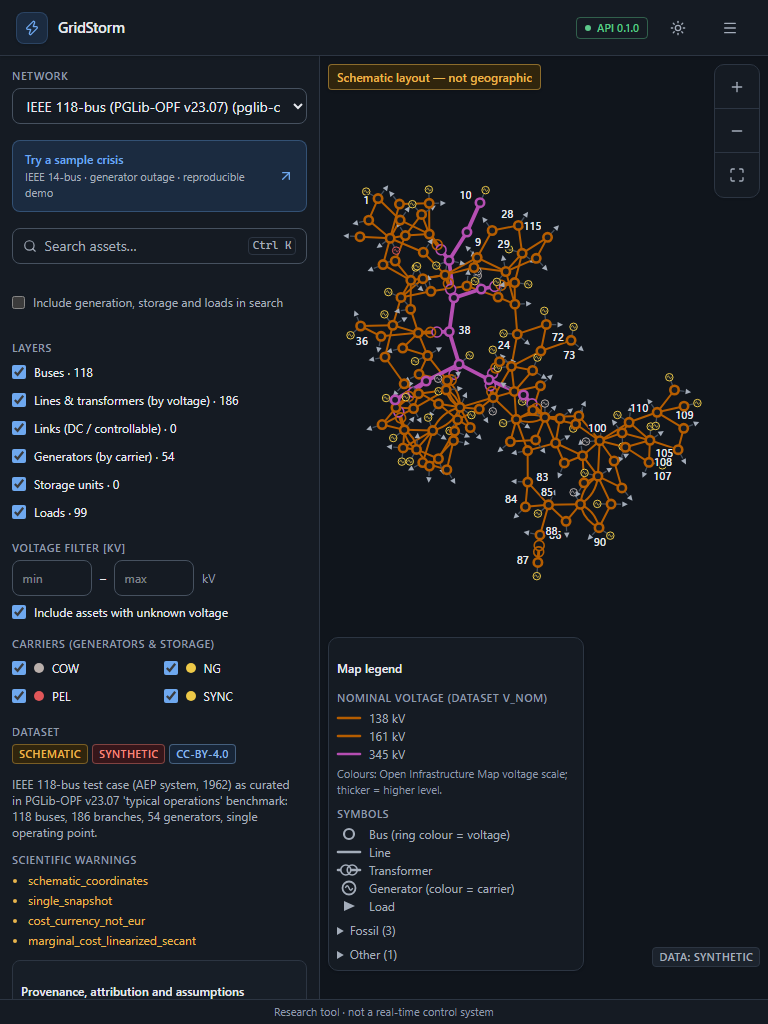 GridStorm
API 0.1.0
NETWORK
IEEE 118-bus (PGLib-OPF v23.07) (pglib-c
Try a sample crisis
IEEE 14-bus · generator outage · reproducible
demo
Search assets...
Ctrl K
Include generation, storage and loads in search
LAYERS
Buses · 118
Lines & transformers (by voltage) · 186
Links (DC / controllable) · 0
Generators (by carrier) · 54
Storage units · 0
Loads · 99
VOLTAGE FILTER [KV]
min – max kV
Include assets with unknown voltage
CARRIERS (GENERATORS & STORAGE)
COW NG
PEL SYNC
DATASET
SCHEMATIC SYNTHETIC CC-BY-4.0
IEEE 118-bus test case (AEP system, 1962) as curated
in PGLib-OPF v23.07 'typical operations' benchmark:
118 buses, 186 branches, 54 generators, single
operating point.
SCIENTIFIC WARNINGS
• schematic_coordinates
• single_snapshot
• cost_currency_not_eur
• marginal_cost_linearized_secant
Provenance, attribution and assumptions
Schematic layout — not geographic
+
−
1
10
28
115
9
29
38
36
24
72
73
110
109
100
105
108
107
83
85
84
88
90
87
Map legend
NOMINAL VOLTAGE (DATASET V_NOM)
138 kV
161 kV
345 kV
Colours: Open Infrastructure Map voltage scale;
thicker = higher level.
SYMBOLS
Bus (ring colour = voltage)
Line
Transformer
Generator (colour = carrier)
Load
Fossil (3)
Other (1)
DATA: SYNTHETIC
Research tool · not a real-time control system